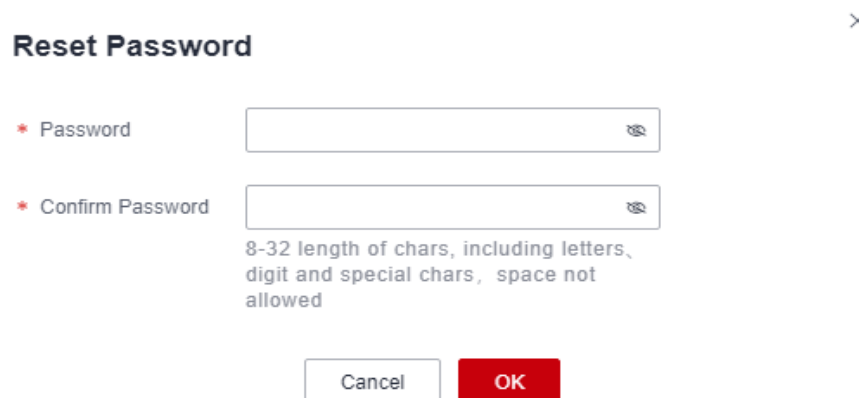 Reset Password
* Password
* Confirm Password
8-32 length of chars, including letters、
digit and special chars， space not
allowed
Cancel
OK